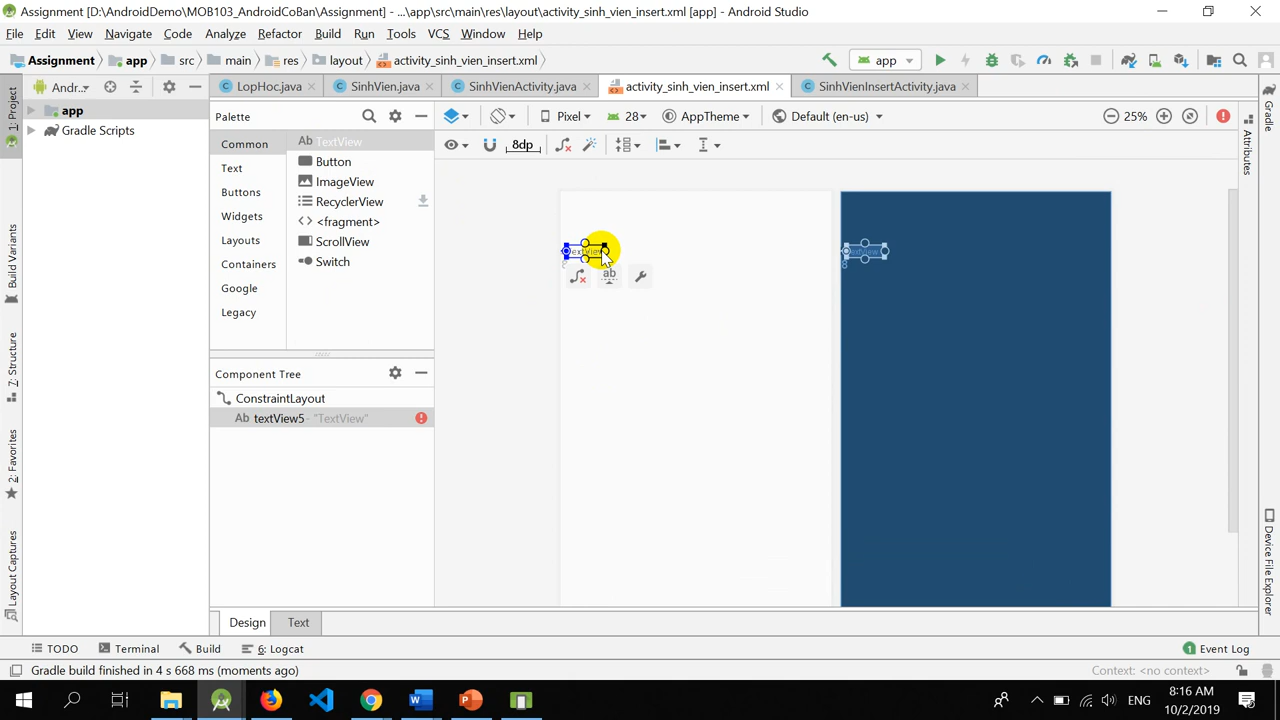 Assignment [D:\AndroidDemo\MOB103_AndroidCoBan\Assignment] - ...\app\src\main\res\layout\activity_sinh_vien_insert.xml [app] - Android Studio
File Edit View Navigate Code Analyze Refactor Build Run Tools VCS Window Help
Assignment app src main res layout activity_sinh_vien_insert.xml app
1: Project
Andr..
LopHoc.java SinhVien.java SinhVienActivity.java activity_sinh_vien_insert.xml SinhVienInsertActivity.java
app
Gradle Scripts
Palette
Common
Text
Buttons
Widgets
Layouts
Containers
Google
Legacy
Ab TextView
Button
ImageView
RecyclerView
<fragment>
ScrollView
Switch
Pixel 28 AppTheme Default (en-us) 25%
8dp
TextView
ab
Component Tree
ConstraintLayout
Ab textView5 - "TextView"
Build Variants
7: Structure
2: Favorites
Layout Captures
Gradle
Attributes
Device File Explorer
Design Text
TODO Terminal Build 6: Logcat 1 Event Log
Gradle build finished in 4 s 668 ms (moments ago) Context: <no context>
ENG
8:16 AM
10/2/2019